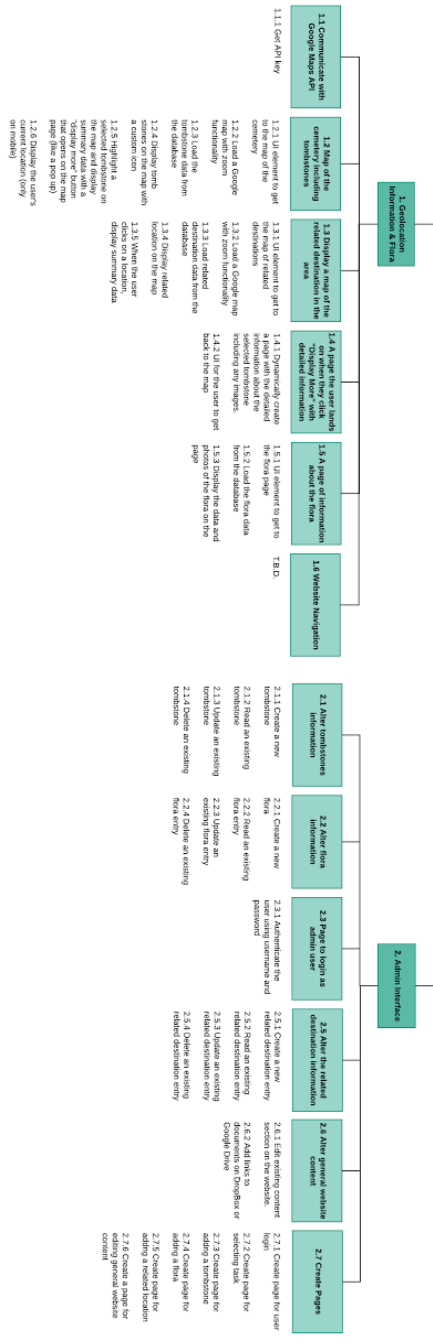 1. Geolocation
Information & Flora
1.1 Communicate with
Google Maps API
1.1.1 Get API key
1.2 Map of the
cemetery including
tombstones
1.2.1 UI element to get
to the map of the
cemetery
1.2.2 Load a Google
map with zoom
functionality
1.2.3 Load the
tombstone data from
the database
1.2.4 Display tomb
stones on the map with
a custom icon
1.2.5 Highlight a
selected tombstone on
the map and display
summary data with a
"display more" button
that opens on the map
page (like a pop up)
1.2.6 Display the user's
current location (only
on mobile)
1.3 Display a map of the
related destination in the
area
1.3.1 UI element to get to
the map of related
destinations
1.3.2 Load a Google map
with zoom functionality
1.3.3 Load related
destination data from the
database
1.3.4 Display related
location on the map
1.3.5 When the user
clicks on a location,
display summary data
1.4 A page the user lands
on when they click
"Display More" with
detailed information
1.4.1 Dynamically create
a page with the detailed
information about the
selected tombstone
including any images.
1.4.2 UI for the user to get
back to the map
1.5 A page of information
about the flora
1.5.1 UI element to get to
the flora page
1.5.2 Load the flora data
from the database
1.5.3 Display the data and
photos of the flora on the
page
1.6 Website Navigation
T.B.D.
2. Admin Interface
2.1 Alter tombstones
information
2.1.1 Create a new
tombstone
2.1.2 Read an existing
tombstone
2.1.3 Update an existing
tombstone
2.1.4 Delete an existing
tombstone
2.2 Alter flora
information
2.2.1 Create a new
flora
2.2.2 Read an existing
flora entry
2.2.3 Update an
existing flora entry
2.2.4 Delete an existing
flora entry
2.3 Page to login as
admin user
2.3.1 Authenticate the
user using username and
password
2.5 Alter the related
destination information
2.5.1 Create a new
related destination entry
2.5.2 Read an existing
related destination entry
2.5.3 Update an existing
related destination entry
2.5.4 Delete an existing
related destination entry
2.6 Alter general website
content
2.6.1 Edit existing content
section on the website.
2.6.2 Add links to
documents on DropBox or
Google Drive
2.7 Create Pages
2.7.1 Create page for user
login
2.7.2 Create page for
selecting task
2.7.3 Create page for
adding a tombstone
2.7.4 Create page for
adding a flora
2.7.5 Create page for
adding a related location
2.7.6 Create a page for
editing general website
content